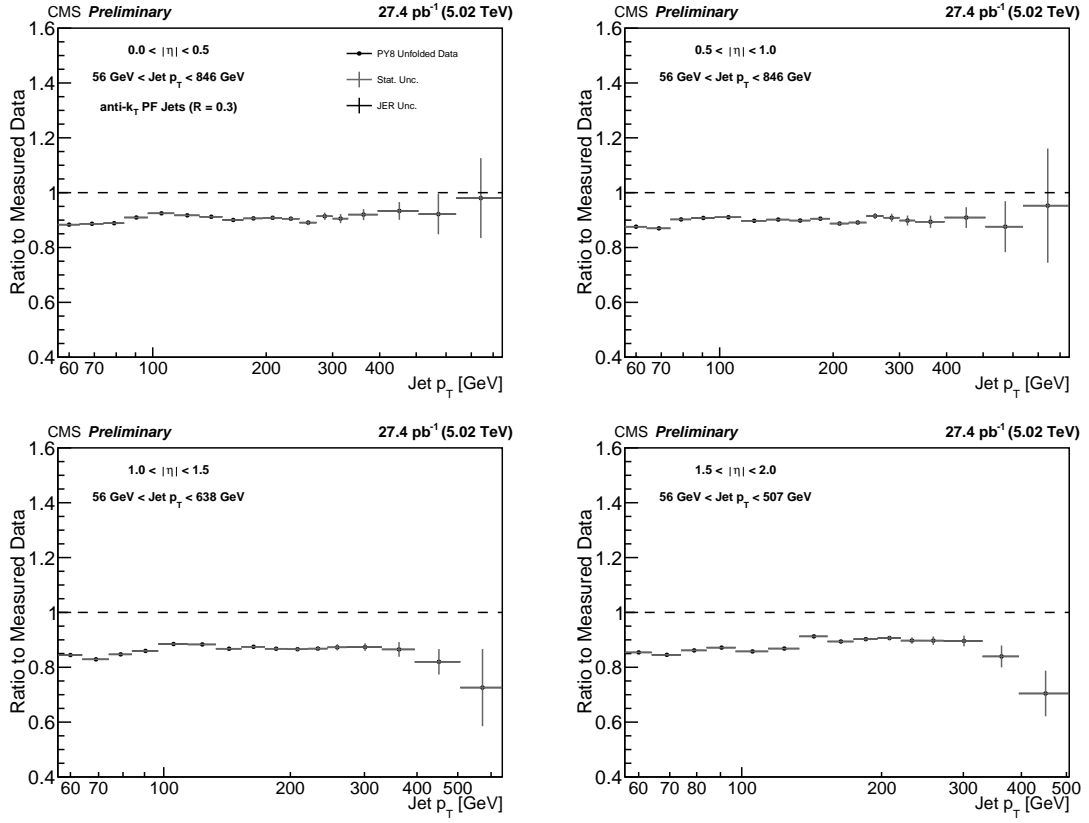 CMS Preliminary 27.4 pb⁻¹ (5.02 TeV)
0.0 < |η| < 0.5
56 GeV < Jet p_T < 846 GeV
anti-k_T PF Jets (R = 0.3)
PY8 Unfolded Data
Stat. Unc.
JER Unc.
Ratio to Measured Data
1.6
1.4
1.2
1
0.8
0.6
0.4
60 70 100 200 300 400
Jet p_T [GeV]
CMS Preliminary 27.4 pb⁻¹ (5.02 TeV)
0.5 < |η| < 1.0
56 GeV < Jet p_T < 846 GeV
Ratio to Measured Data
1.6
1.4
1.2
1
0.8
0.6
0.4
60 70 100 200 300 400
Jet p_T [GeV]
CMS Preliminary 27.4 pb⁻¹ (5.02 TeV)
1.0 < |η| < 1.5
56 GeV < Jet p_T < 638 GeV
Ratio to Measured Data
1.6
1.4
1.2
1
0.8
0.6
0.4
60 70 100 200 300 400 500
Jet p_T [GeV]
CMS Preliminary 27.4 pb⁻¹ (5.02 TeV)
1.5 < |η| < 2.0
56 GeV < Jet p_T < 507 GeV
Ratio to Measured Data
1.6
1.4
1.2
1
0.8
0.6
0.4
60 70 80 100 200 300 400 500
Jet p_T [GeV]